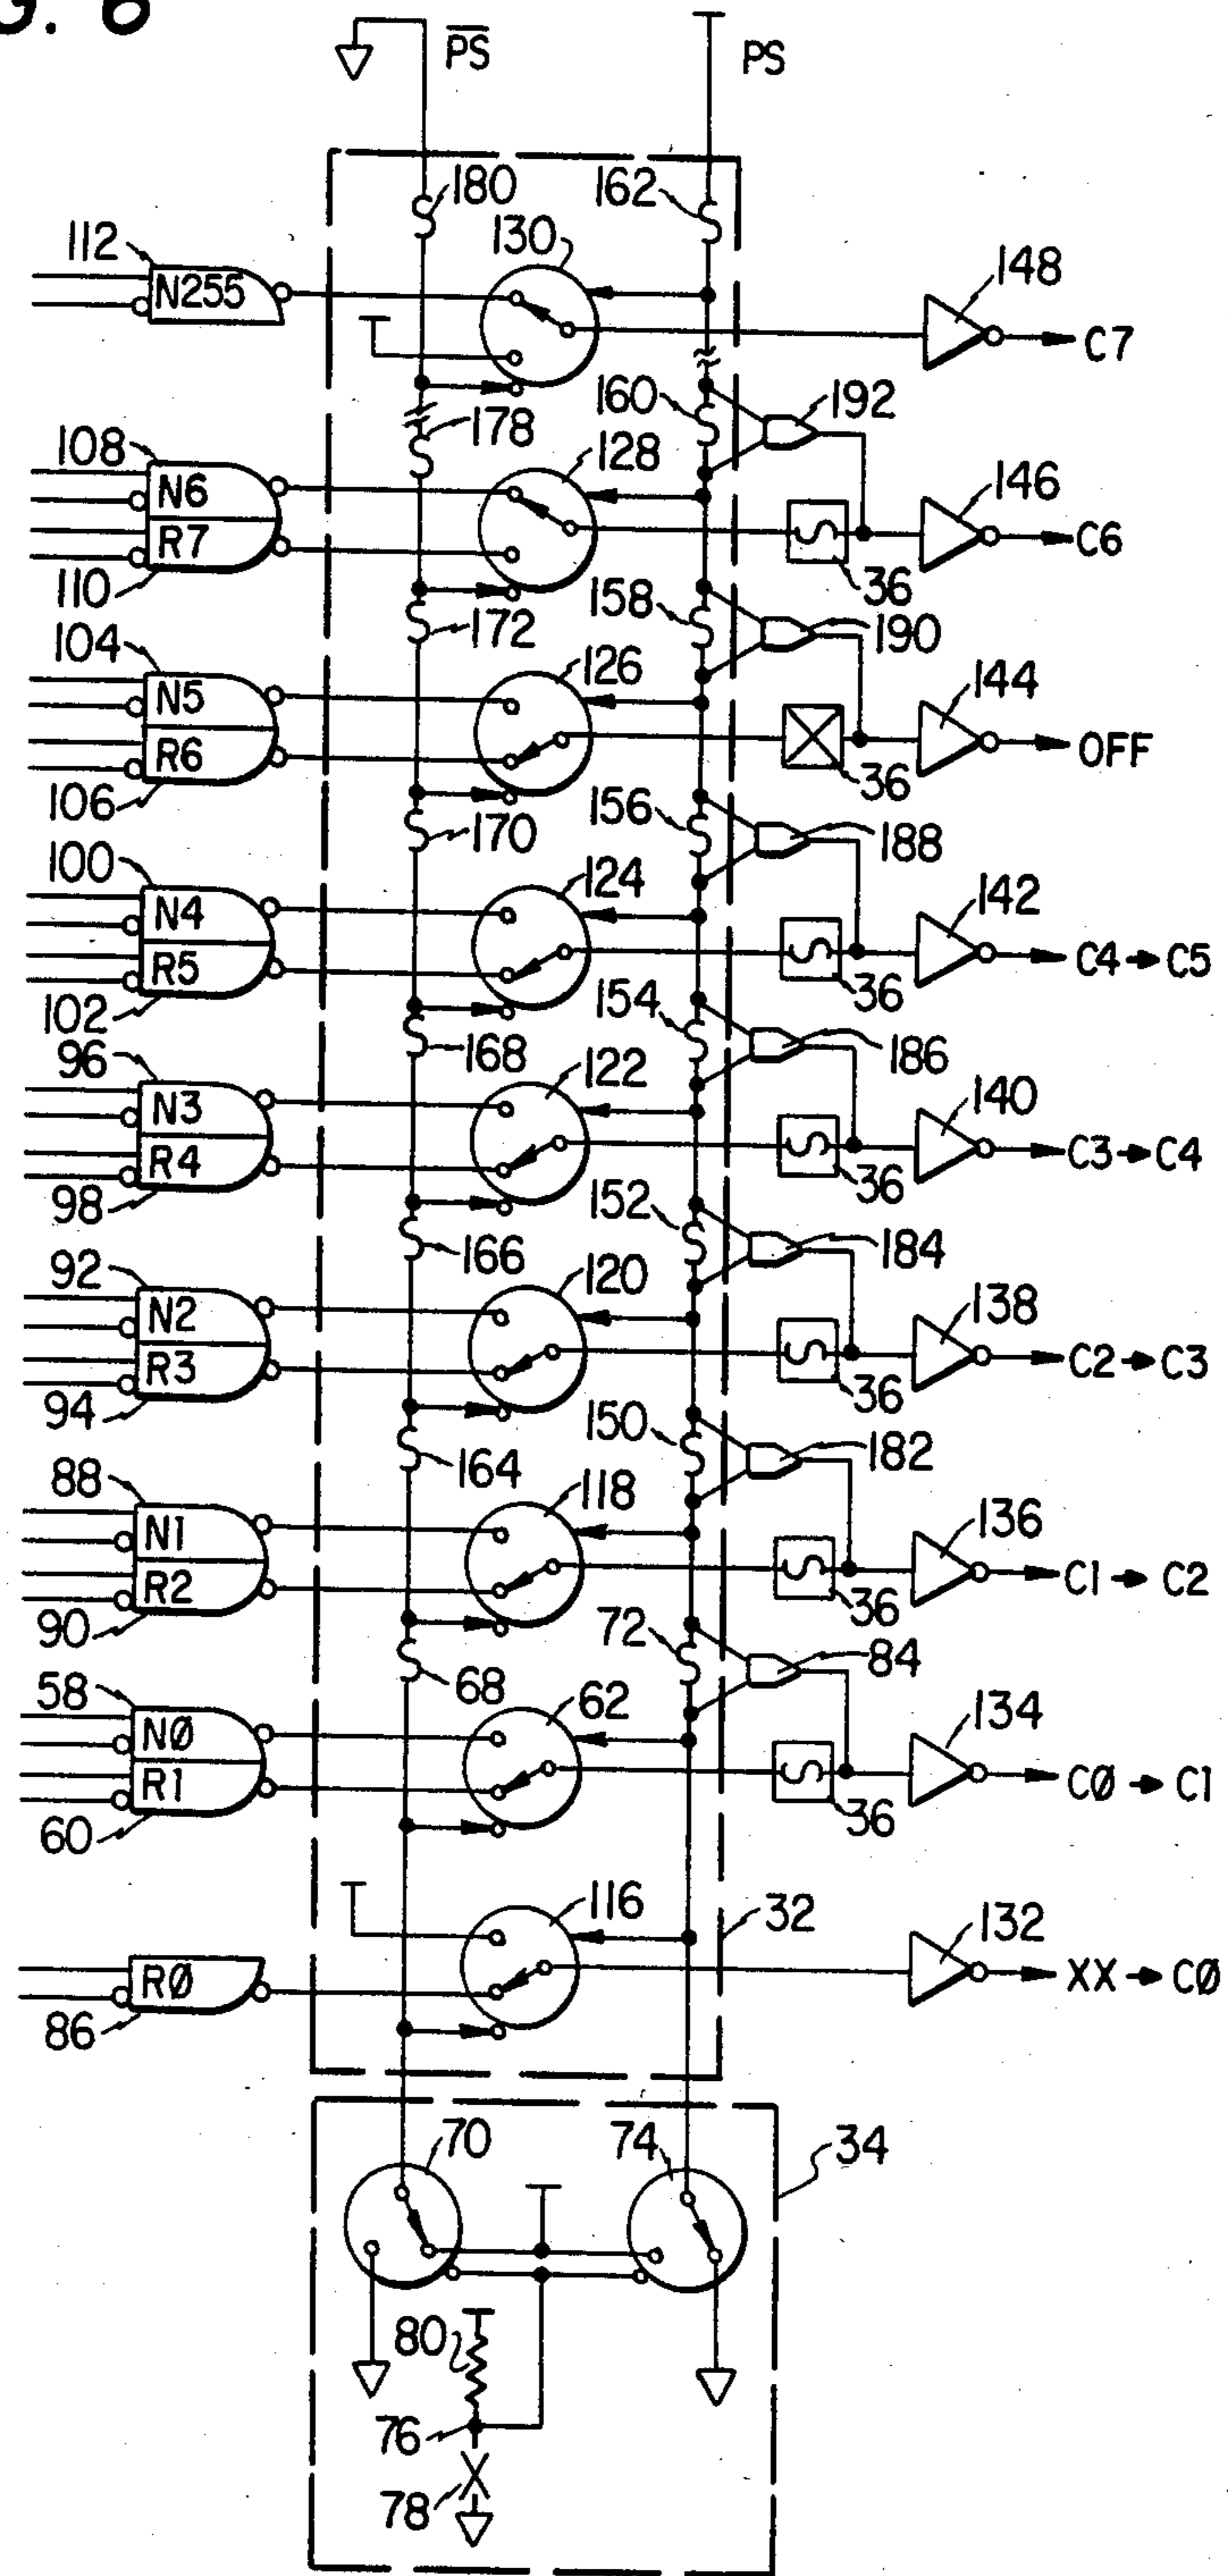 G. 6
P̅S̅ PS
180 162
112 130
N255 148
C7
160 192
178
108 128
N6 146
R7 C6
110 36
158 190
172
104 126
N5 144
R6 OFF
106 36
156 188
170
100 124
N4 142
R5 C4→C5
102 36
154 186
168
96 122
N3 140
R4 C3→C4
98 36
152 184
166
92 120
N2 138
R3 C2→C3
94 36
150 182
164
88 118
N1 136
R2 C1→C2
90 36
72 84
68
58 62
NØ 134
R1 CØ→C1
60 36
116 32
132
RØ XX→CØ
86
70 74 34
80
76
78